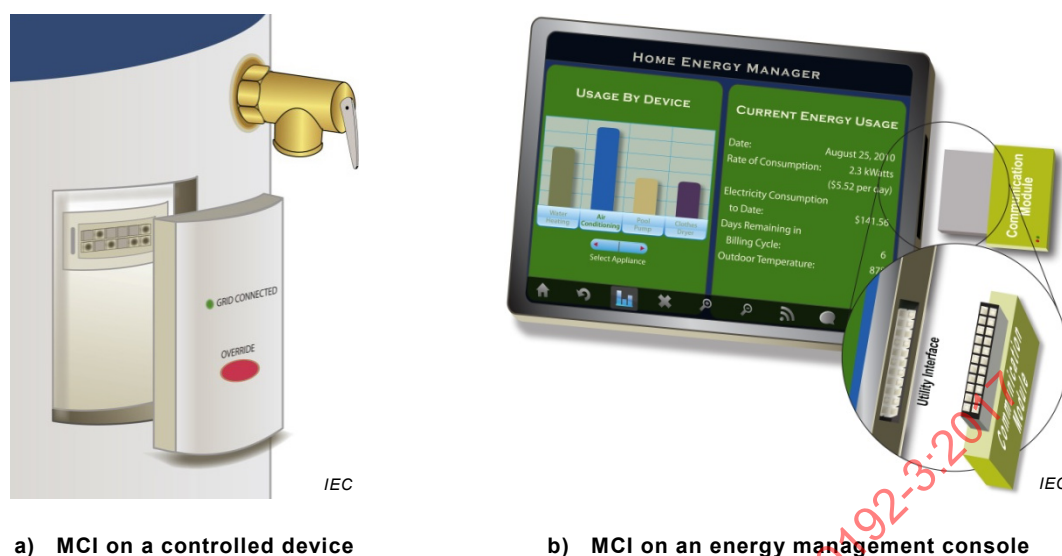 GRID CONNECTED
OVERRIDE
IEC
a) MCI on a controlled device
HOME ENERGY MANAGER
USAGE BY DEVICE
Water Heating
Air Conditioning
Pool Pump
Clothes Dryer
Select Appliance
CURRENT ENERGY USAGE
Date: August 25, 2010
Rate of Consumption: 2.3 kWatts
($5.52 per day)
Electricity Consumption
to Date: $141.56
Days Remaining in
Billing Cycle: 6
Outdoor Temperature:
Communication
Module
Utility Interface
Communication
Module
IEC
b) MCI on an energy management console
192-3:2017